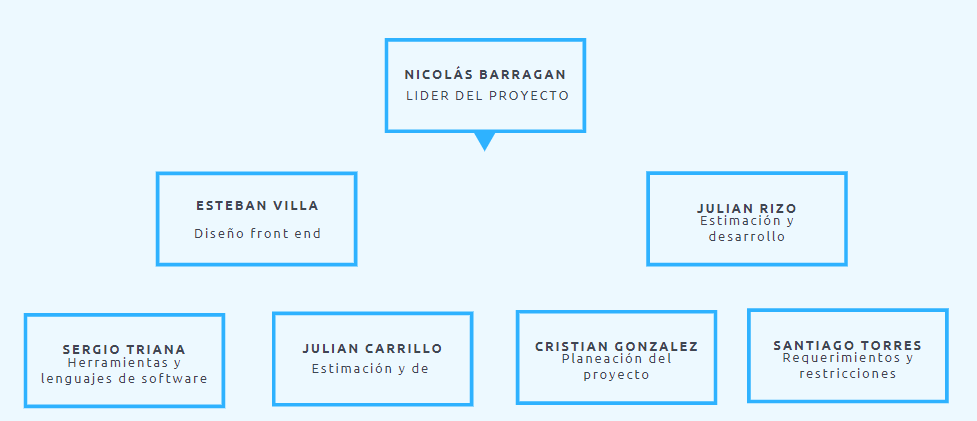 NICOLÁS BARRAGAN
LIDER DEL PROYECTO
ESTEBAN VILLA
Diseño front end
JULIAN RIZO
Estimación y
desarrollo
SERGIO TRIANA
Herramientas y
lenguajes de software
JULIAN CARRILLO
Estimación y de
CRISTIAN GONZALEZ
Planeación del
proyecto
SANTIAGO TORRES
Requerimientos y
restricciones